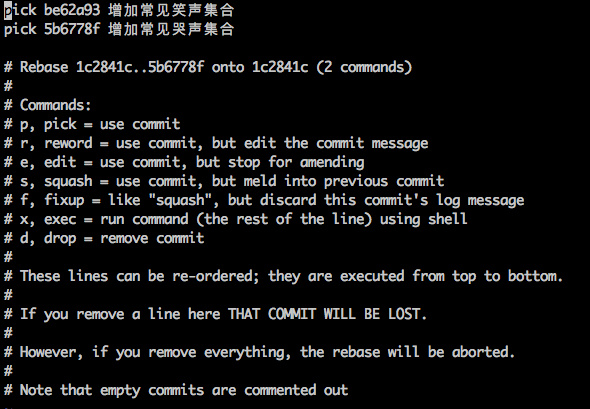 pick be62a93 增加常见笑声集合
pick 5b6778f 增加常见哭声集合
# Rebase 1c2841c..5b6778f onto 1c2841c (2 commands)
#
# Commands:
# p, pick = use commit
# r, reword = use commit, but edit the commit message
# e, edit = use commit, but stop for amending
# s, squash = use commit, but meld into previous commit
# f, fixup = like "squash", but discard this commit's log message
# x, exec = run command (the rest of the line) using shell
# d, drop = remove commit
#
# These lines can be re-ordered; they are executed from top to bottom.
#
# If you remove a line here THAT COMMIT WILL BE LOST.
#
# However, if you remove everything, the rebase will be aborted.
#
# Note that empty commits are commented out